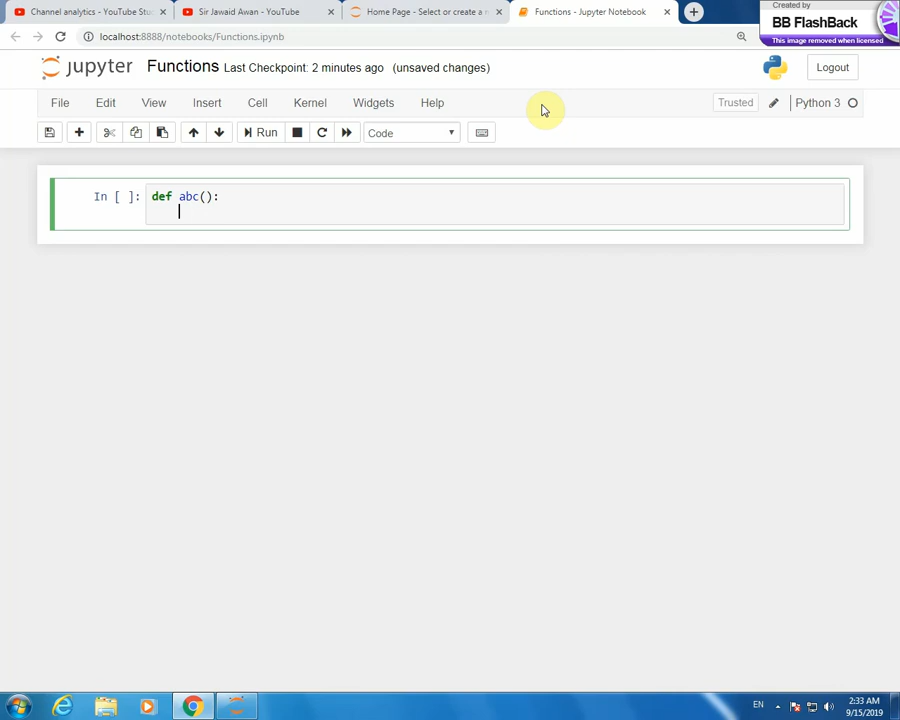 Channel analytics - YouTube Stu
Sir Jawaid Awan - YouTube
Home Page - Select or create a n
Functions - Jupyter Notebook
Created by
BB FlashBack
This image removed when licensed
localhost:8888/notebooks/Functions.ipynb
jupyter Functions Last Checkpoint: 2 minutes ago (unsaved changes)
Logout
File Edit View Insert Cell Kernel Widgets Help
Trusted
Python 3
Run
Code
In [ ]: def abc():
EN
2:33 AM
9/15/2019